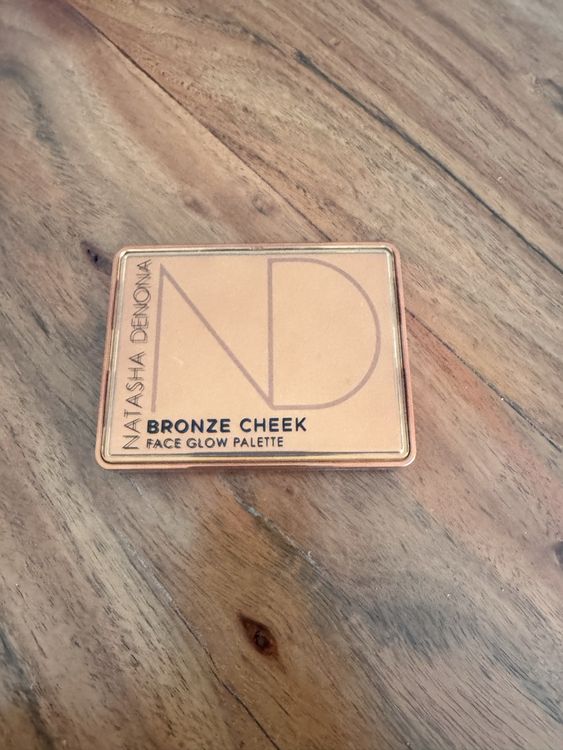 NATASHA DENONA
ND
BRONZE CHEEK
FACE GLOW PALETTE